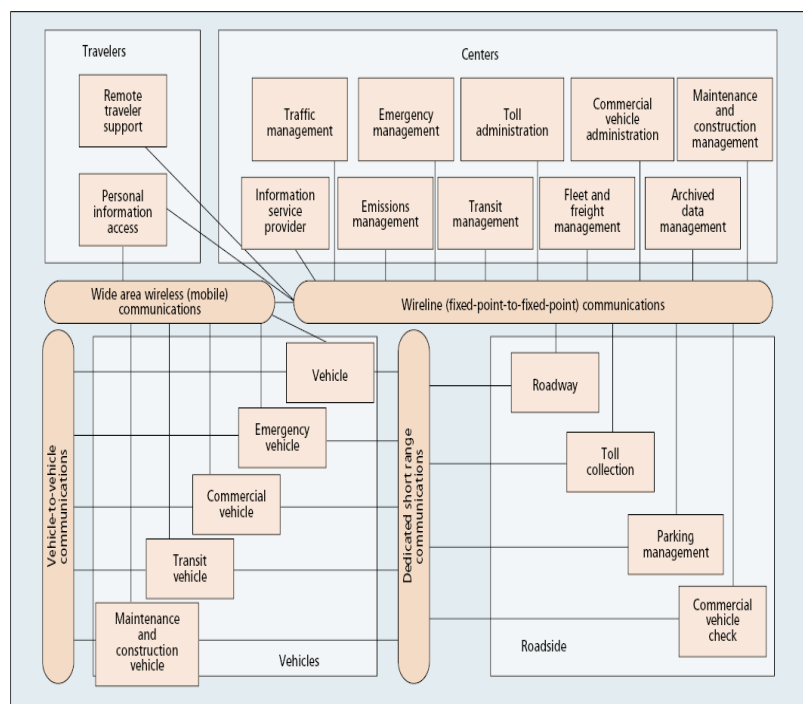 Travelers
Centers
Remote
traveler
support
Traffic
management
Emergency
management
Toll
administration
Commercial
vehicle
administration
Maintenance
and
construction
management
Personal
information
access
Information
service
provider
Emissions
management
Transit
management
Fleet and
freight
management
Archived
data
management
Wide area wireless (mobile)
communications
Wireline (fixed-point-to-fixed-point) communications
Vehicle-to-vehicle
communications
Vehicle
Emergency
vehicle
Commercial
vehicle
Transit
vehicle
Maintenance
and
construction
vehicle
Vehicles
Dedicated short range
communications
Roadway
Toll
collection
Parking
management
Commercial
vehicle
check
Roadside